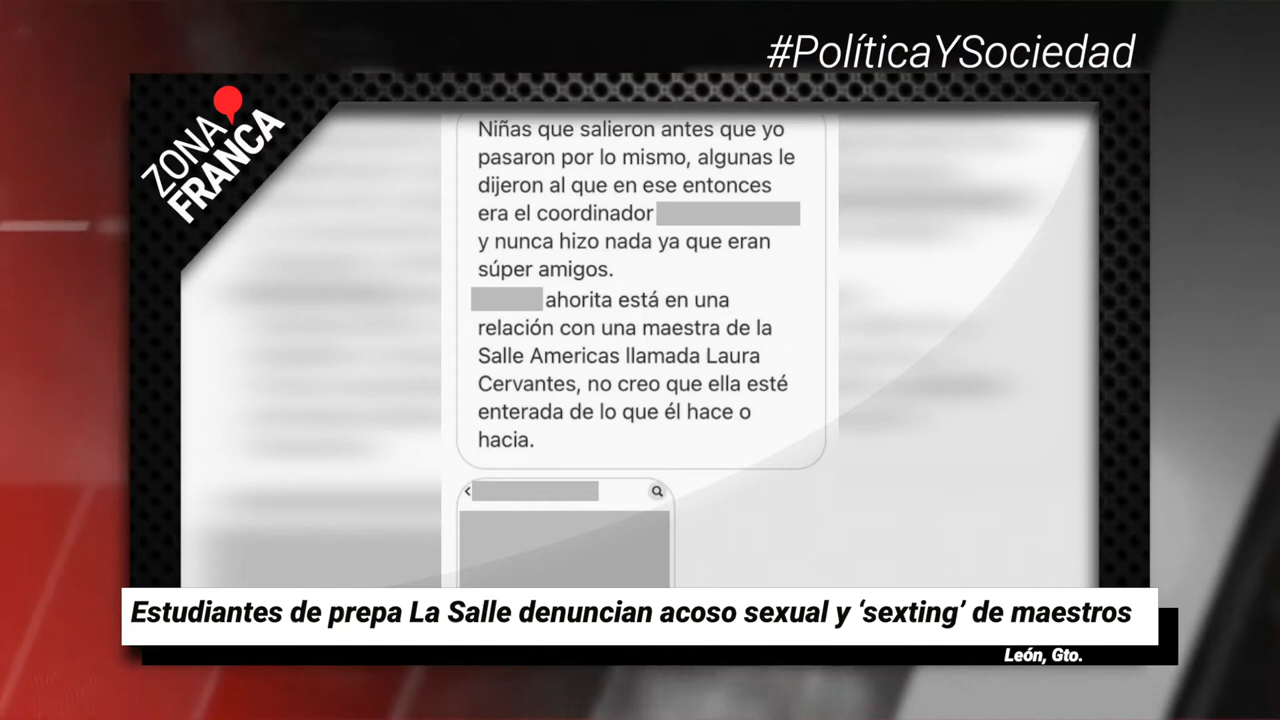 #PolíticaYSociedad
ZONA
FRANCA
Niñas que salieron antes que yo
pasaron por lo mismo, algunas le
dijeron al que en ese entonces
era el coordinador
y nunca hizo nada ya que eran
súper amigos.
ahorita está en una
relación con una maestra de la
Salle Americas llamada Laura
Cervantes, no creo que ella esté
enterada de lo que él hace o
hacia.
Estudiantes de prepa La Salle denuncian acoso sexual y ‘sexting’ de maestros
León, Gto.